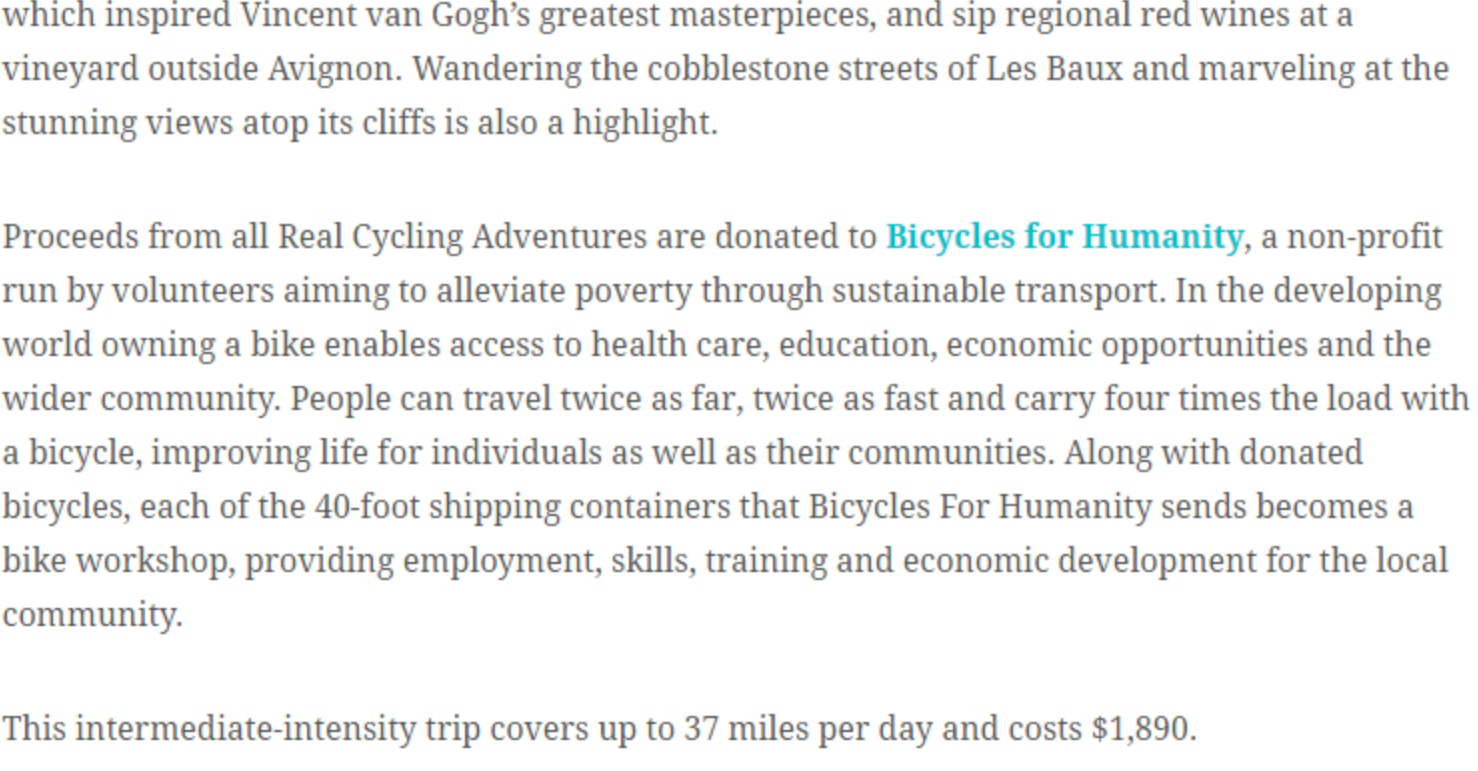 which inspired Vincent van Gogh’s greatest masterpieces, and sip regional red wines at a
vineyard outside Avignon. Wandering the cobblestone streets of Les Baux and marveling at the
stunning views atop its cliffs is also a highlight.
Proceeds from all Real Cycling Adventures are donated to Bicycles for Humanity, a non-profit
run by volunteers aiming to alleviate poverty through sustainable transport. In the developing
world owning a bike enables access to health care, education, economic opportunities and the
wider community. People can travel twice as far, twice as fast and carry four times the load with
a bicycle, improving life for individuals as well as their communities. Along with donated
bicycles, each of the 40-foot shipping containers that Bicycles For Humanity sends becomes a
bike workshop, providing employment, skills, training and economic development for the local
community.
This intermediate-intensity trip covers up to 37 miles per day and costs $1,890.